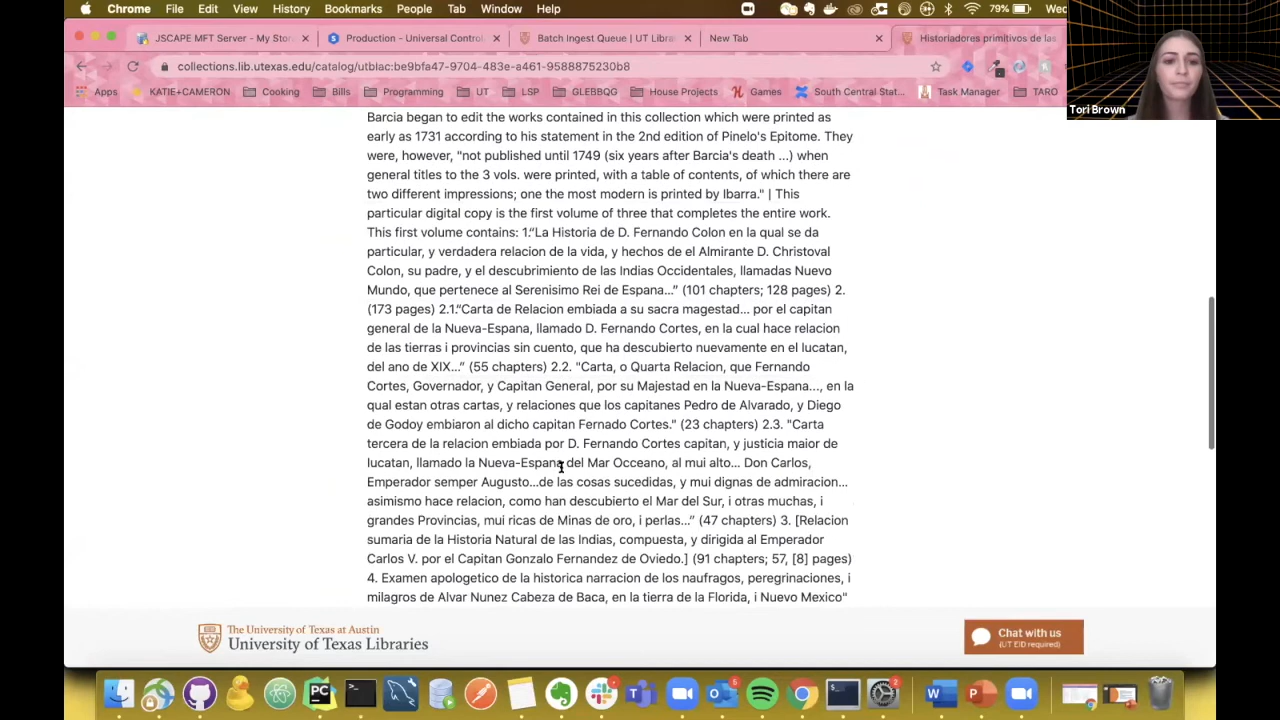 Chrome File Edit View History Bookmarks People Tab Window Help 79% Wed
JSCAPE MFT Server - My Stor Production - Universal Control Batch Ingest Queue | UT Libra New Tab Historiadores primitivos de las
collections.lib.utexas.edu/catalog/utblac:be9bfa47-9704-483e-a461-9588875230b8
Apps KATIE+CAMERON Cooking Bills Programming UT LSP GLEBBQG House Projects Games South Central Stat... Task Manager TARO
Tori Brown
Barcia began to edit the works contained in this collection which were printed as
early as 1731 according to his statement in the 2nd edition of Pinelo's Epitome. They
were, however, "not published until 1749 (six years after Barcia's death ...) when
general titles to the 3 vols. were printed, with a table of contents, of which there are
two different impressions; one the most modern is printed by Ibarra." | This
particular digital copy is the first volume of three that completes the entire work.
This first volume contains: 1.“La Historia de D. Fernando Colon en la qual se da
particular, y verdadera relacion de la vida, y hechos de el Almirante D. Christoval
Colon, su padre, y el descubrimiento de las Indias Occidentales, llamadas Nuevo
Mundo, que pertenece al Serenisimo Rei de Espana...” (101 chapters; 128 pages) 2.
(173 pages) 2.1.“Carta de Relacion embiada a su sacra magestad... por el capitan
general de la Nueva-Espana, llamado D. Fernando Cortes, en la cual hace relacion
de las tierras i provincias sin cuento, que ha descubierto nuevamente en el lucatan,
del ano de XIX...” (55 chapters) 2.2. "Carta, o Quarta Relacion, que Fernando
Cortes, Governador, y Capitan General, por su Majestad en la Nueva-Espana..., en la
qual estan otras cartas, y relaciones que los capitanes Pedro de Alvarado, y Diego
de Godoy embiaron al dicho capitan Fernado Cortes." (23 chapters) 2.3. "Carta
tercera de la relacion embiada por D. Fernando Cortes capitan, y justicia maior de
lucatan, llamado la Nueva-Espana del Mar Occeano, al mui alto... Don Carlos,
Emperador semper Augusto...de las cosas sucedidas, y mui dignas de admiracion...
asimismo hace relacion, como han descubierto el Mar del Sur, i otras muchas, i
grandes Provincias, mui ricas de Minas de oro, i perlas...” (47 chapters) 3. [Relacion
sumaria de la Historia Natural de las Indias, compuesta, y dirigida al Emperador
Carlos V. por el Capitan Gonzalo Fernandez de Oviedo.] (91 chapters; 57, [8] pages)
4. Examen apologetico de la historica narracion de los naufragos, peregrinaciones, i
milagros de Alvar Nunez Cabeza de Baca, en la tierra de la Florida, i Nuevo Mexico"
The University of Texas at Austin
University of Texas Libraries
Chat with us
(UT EID required)